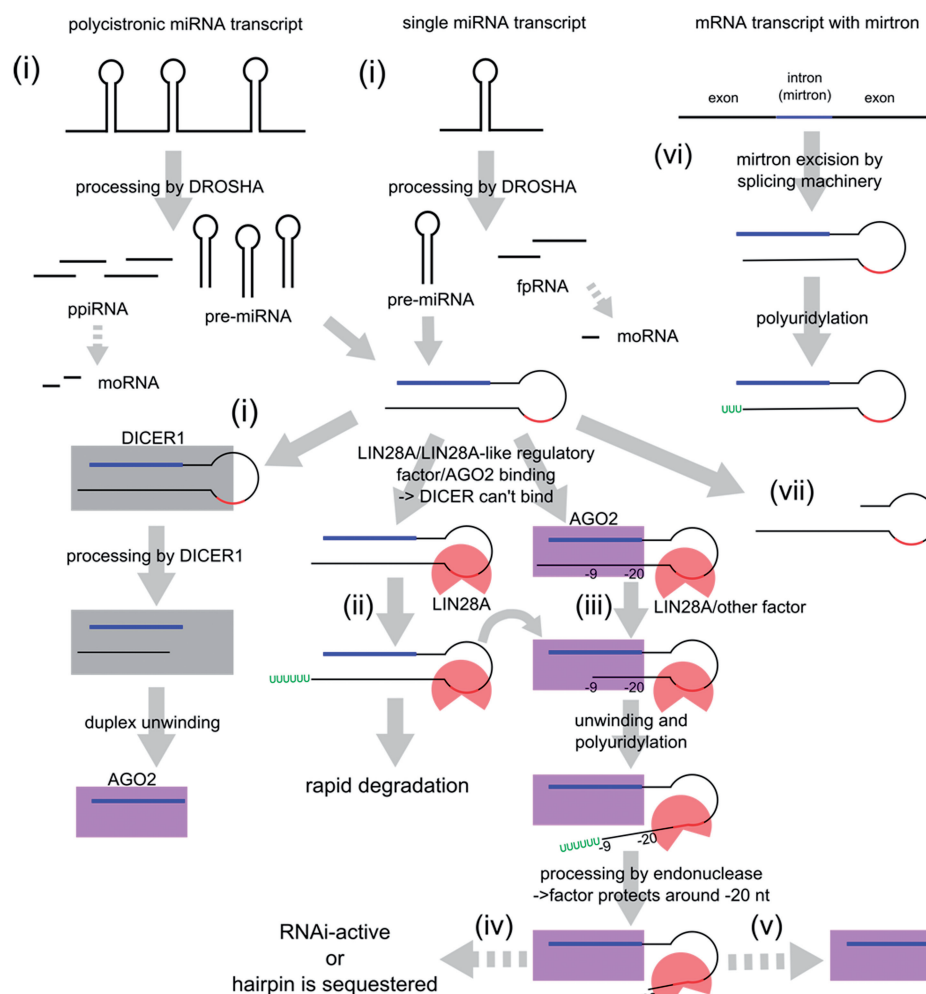 polycistronic miRNA transcript
single miRNA transcript
mRNA transcript with mirtron
(i)
(i)
exon
intron
(mirtron)
exon
(vi)
processing by DROSHA
processing by DROSHA
mirtron excision by
splicing machinery
ppiRNA
pre-miRNA
pre-miRNA
fpRNA
moRNA
moRNA
polyuridylation
UUU
(i)
DICER1
LIN28A/LIN28A-like regulatory
factor/AGO2 binding
-> DICER can't bind
(vii)
processing by DICER1
LIN28A
AGO2
-9
-20
LIN28A/other factor
(ii)
(iii)
UUUUUU
-9
-20
duplex unwinding
rapid degradation
unwinding and
polyuridylation
AGO2
UUUUUU
-9
-20
processing by endonuclease
->factor protects around -20 nt
RNAi-active
or
hairpin is sequestered
(iv)
(v)